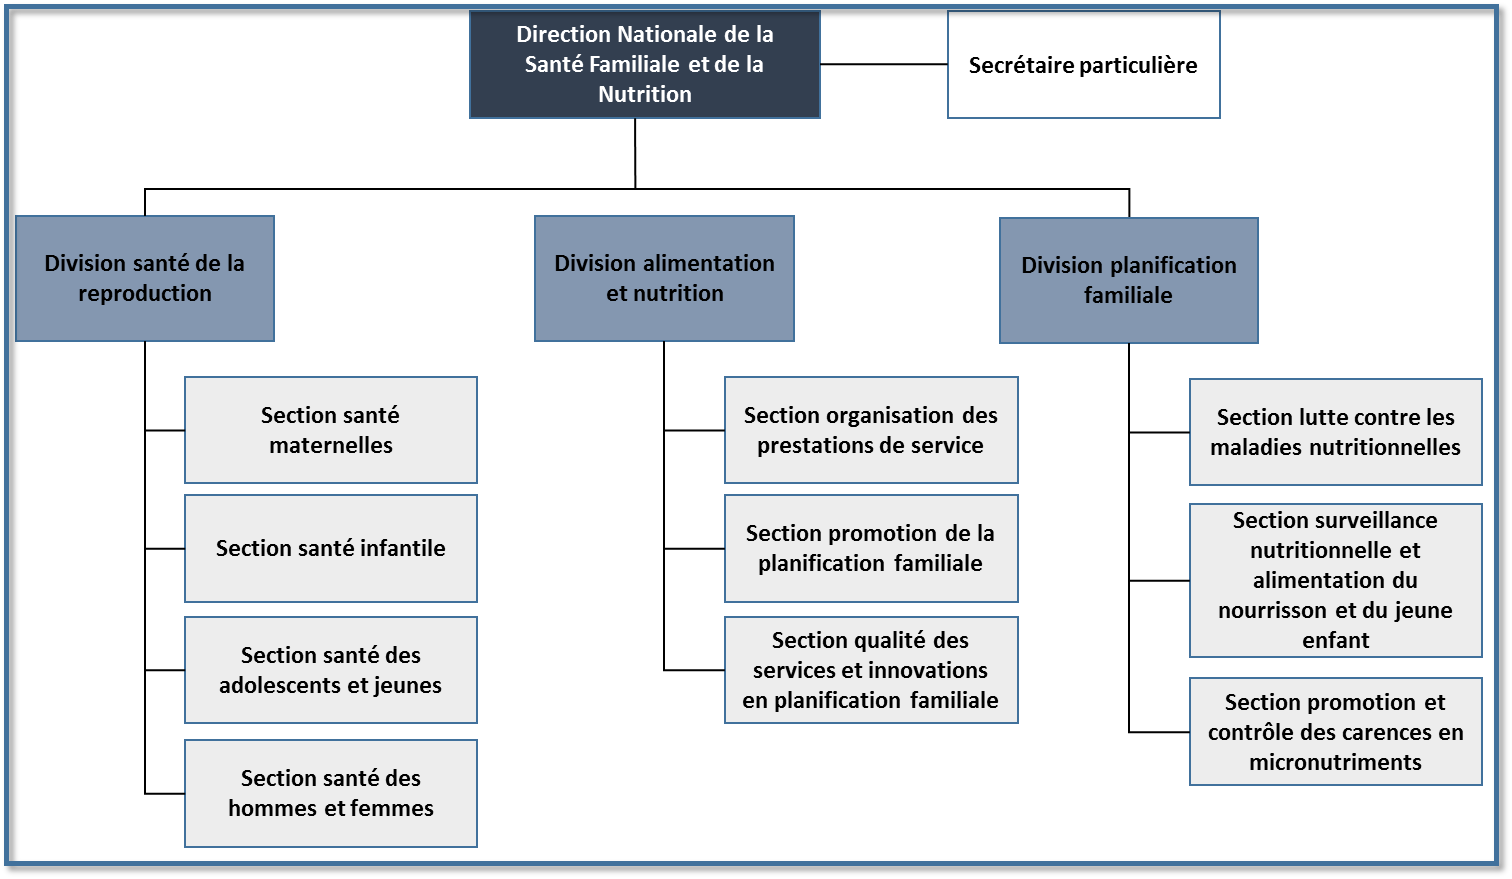 Direction Nationale de la
Santé Familiale et de la
Nutrition
Secrétaire particulière
Division santé de la
reproduction
Division alimentation
et nutrition
Division planification
familiale
Section santé
maternelles
Section santé infantile
Section santé des
adolescents et jeunes
Section santé des
hommes et femmes
Section organisation des
prestations de service
Section promotion de la
planification familiale
Section qualité des
services et innovations
en planification familiale
Section lutte contre les
maladies nutritionnelles
Section surveillance
nutritionnelle et
alimentation du
nourrisson et du jeune
enfant
Section promotion et
contrôle des carences en
micronutriments